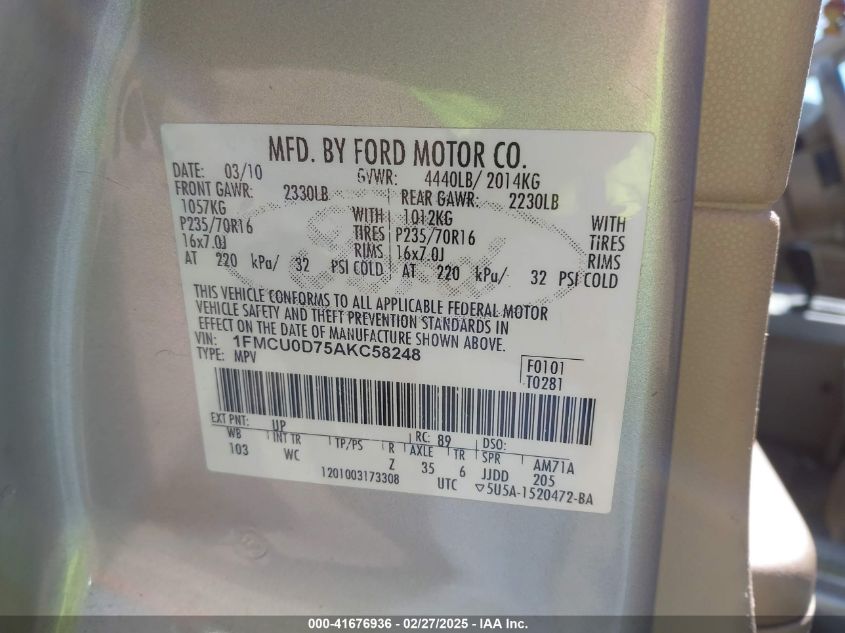 MFD. BY FORD MOTOR CO.
DATE: 03/10 GVWR: 4440LB/ 2014KG
FRONT GAWR: 2330LB REAR GAWR: 2230LB
1057KG WITH 1012KG WITH
P235/70R16 TIRES P235/70R16 TIRES
16x7.0J RIMS 16x7.0J RIMS
AT 220 kPa/ 32 PSI COLD AT 220 kPa/ 32 PSI COLD
THIS VEHICLE CONFORMS TO ALL APPLICABLE FEDERAL MOTOR
VEHICLE SAFETY AND THEFT PREVENTION STANDARDS IN
EFFECT ON THE DATE OF MANUFACTURE SHOWN ABOVE.
VIN: 1FMCU0D75AKC58248
TYPE: MPV
F0101
T0281
EXT PNT: UP RC: 89 DSO:
WB INT TR TP/PS R AXLE TR SPR AM71A
103 WC Z 35 6 JJDD 205
1201003173308 UTC ▽5U5A-1520472-BA
000-41676936 - 02/27/2025 - IAA Inc.